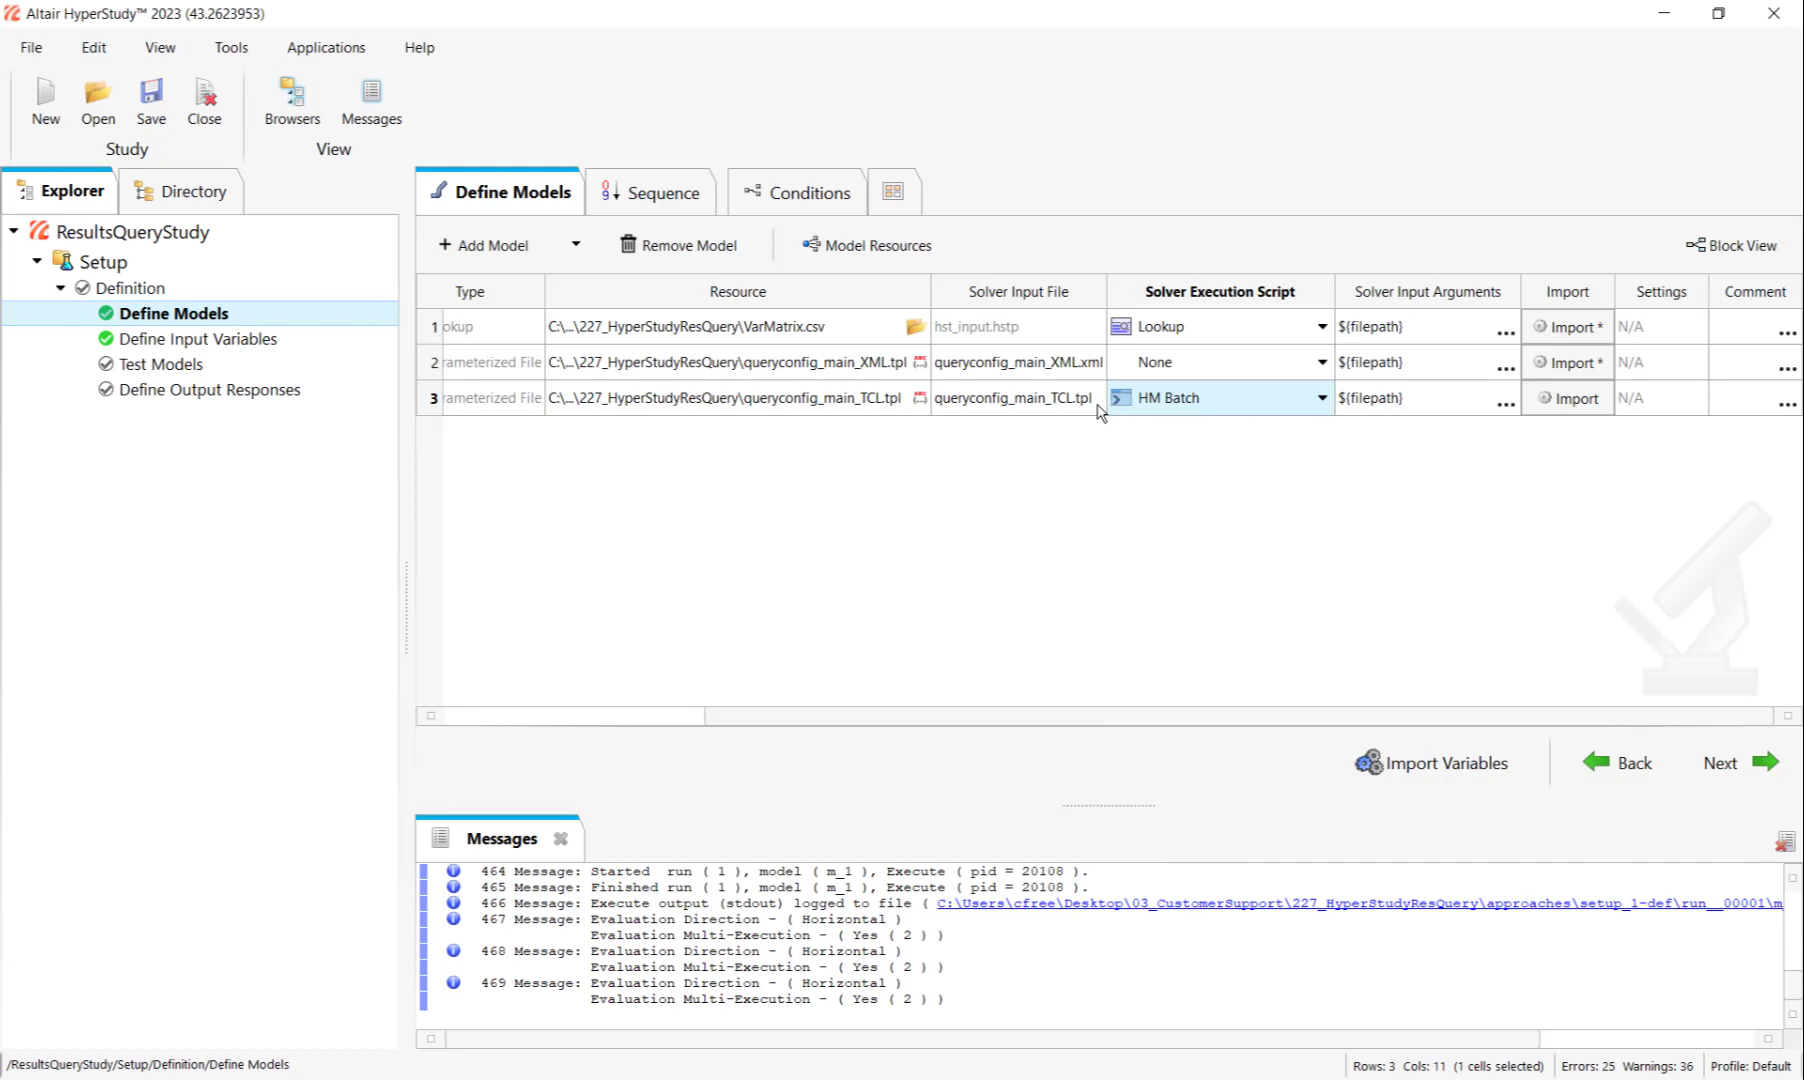 Altair HyperStudy™ 2023 (43.2623953)
File Edit View Tools Applications Help
New Open Save Close Browsers Messages
Study View
Explorer Directory
Define Models Sequence Conditions
ResultsQueryStudy
Setup
Definition
Define Models
Define Input Variables
Test Models
Define Output Responses
+ Add Model Remove Model Model Resources Block View
Type Resource Solver Input File Solver Execution Script Solver Input Arguments Import Settings Comment
1 okup C:\...\227_HyperStudyResQuery\VarMatrix.csv hst_input.hstp Lookup ${filepath} ... Import * N/A ...
2 rameterized File C:\...\227_HyperStudyResQuery\queryconfig_main_XML.tpl queryconfig_main_XML.xml None ${filepath} ... Import * N/A ...
3 rameterized File C:\...\227_HyperStudyResQuery\queryconfig_main_TCL.tpl queryconfig_main_TCL.tpl HM Batch ${filepath} ... Import N/A ...
Import Variables Back Next
Messages
464 Message: Started run ( 1 ), model ( m_1 ), Execute ( pid = 20108 ).
465 Message: Finished run ( 1 ), model ( m_1 ), Execute ( pid = 20108 ).
466 Message: Execute output (stdout) logged to file ( C:\Users\cfree\Desktop\03_CustomerSupport\227_HyperStudyResQuery\approaches\setup_1-def\run__00001\m
467 Message: Evaluation Direction - ( Horizontal )
Evaluation Multi-Execution - ( Yes ( 2 ) )
468 Message: Evaluation Direction - ( Horizontal )
Evaluation Multi-Execution - ( Yes ( 2 ) )
469 Message: Evaluation Direction - ( Horizontal )
Evaluation Multi-Execution - ( Yes ( 2 ) )
/ResultsQueryStudy/Setup/Definition/Define Models Rows: 3 Cols: 11 (1 cells selected) Errors: 25 Warnings: 36 Profile: Default